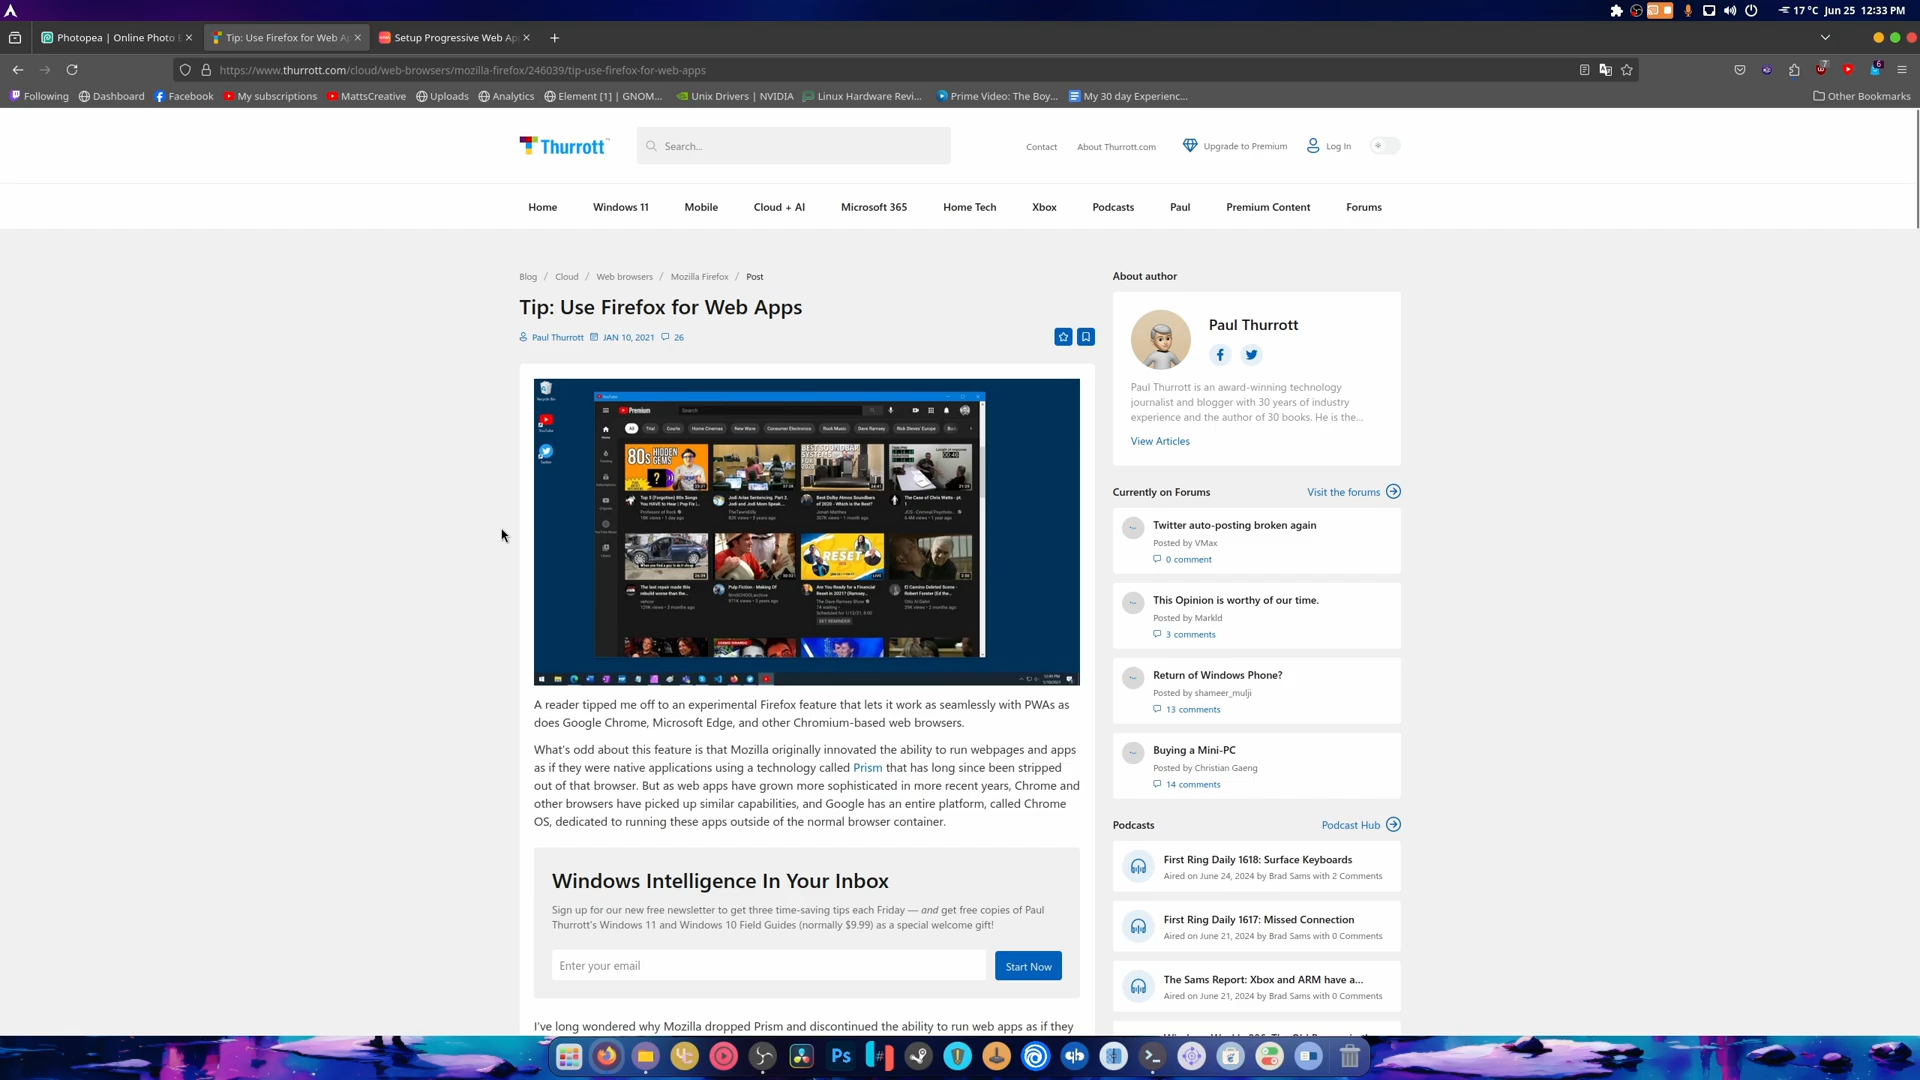 17 °C Jun 25 12:33 PM
Photopea | Online Photo E
Tip: Use Firefox for Web Ap
Setup Progressive Web Ap
https://www.thurrott.com/cloud/web-browsers/mozilla-firefox/246039/tip-use-firefox-for-web-apps
7
6
Following
Dashboard
Facebook
My subscriptions
MattsCreative
Uploads
Analytics
Element [1] | GNOM...
Unix Drivers | NVIDIA
Linux Hardware Revi...
Prime Video: The Boy...
My 30 day Experienc...
Other Bookmarks
Thurrott
Search...
Contact
About Thurrott.com
Upgrade to Premium
Log In
Home
Windows 11
Mobile
Cloud + AI
Microsoft 365
Home Tech
Xbox
Podcasts
Paul
Premium Content
Forums
Blog / Cloud / Web browsers / Mozilla Firefox / Post
Tip: Use Firefox for Web Apps
Paul Thurrott JAN 10, 2021 26
Premium
Search
80S HIDDEN GEMS
RESET
A reader tipped me off to an experimental Firefox feature that lets it work as seamlessly with PWAs as
does Google Chrome, Microsoft Edge, and other Chromium-based web browsers.
What's odd about this feature is that Mozilla originally innovated the ability to run webpages and apps
as if they were native applications using a technology called Prism that has long since been stripped
out of that browser. But as web apps have grown more sophisticated in more recent years, Chrome and
other browsers have picked up similar capabilities, and Google has an entire platform, called Chrome
OS, dedicated to running these apps outside of the normal browser container.
Windows Intelligence In Your Inbox
Sign up for our new free newsletter to get three time-saving tips each Friday — and get free copies of Paul
Thurrott's Windows 11 and Windows 10 Field Guides (normally $9.99) as a special welcome gift!
Enter your email
Start Now
I've long wondered why Mozilla dropped Prism and discontinued the ability to run web apps as if they
About author
Paul Thurrott
Paul Thurrott is an award-winning technology
journalist and blogger with 30 years of industry
experience and the author of 30 books. He is the...
View Articles
Currently on Forums
Visit the forums
Twitter auto-posting broken again
Posted by VMax
0 comment
This Opinion is worthy of our time.
Posted by Markld
3 comments
Return of Windows Phone?
Posted by shameer_mulji
13 comments
Buying a Mini-PC
Posted by Christian Gaeng
14 comments
Podcasts
Podcast Hub
First Ring Daily 1618: Surface Keyboards
Aired on June 24, 2024 by Brad Sams with 2 Comments
First Ring Daily 1617: Missed Connection
Aired on June 21, 2024 by Brad Sams with 0 Comments
The Sams Report: Xbox and ARM have a...
Aired on June 21, 2024 by Brad Sams with 0 Comments
Ps